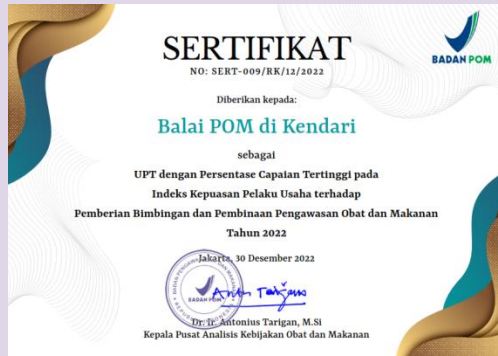 SERTIFIKAT
NO: SERT-009/RK/12/2022
BADAN POM
Diberikan kepada:
Balai POM di Kendari
sebagai
UPT dengan Persentase Capaian Tertinggi pada
Indeks Kepuasan Pelaku Usaha terhadap
Pemberian Bimbingan dan Pembinaan Pengawasan Obat dan Makanan
Tahun 2022
Jakarta, 30 Desember 2022
BADAN POM
Dr. Ir. Antonius Tarigan, M.Si
Kepala Pusat Analisis Kebijakan Obat dan Makanan